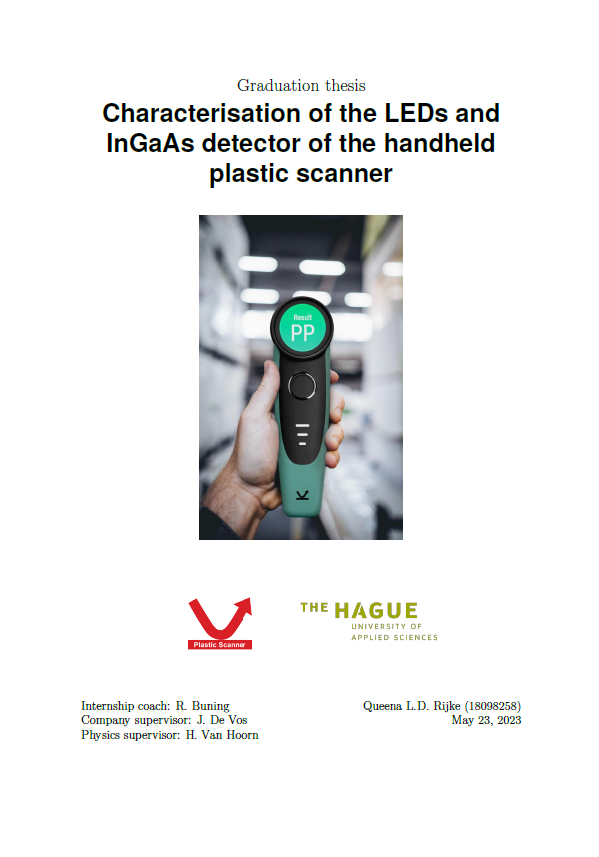 Graduation thesis
Characterisation of the LEDs and
InGaAs detector of the handheld
plastic scanner
Result
PP
Plastic Scanner
THE HAGUE
UNIVERSITY OF
APPLIED SCIENCES
Internship coach: R. Buning
Company supervisor: J. De Vos
Physics supervisor: H. Van Hoorn
Queena L.D. Rijke (18098258)
May 23, 2023